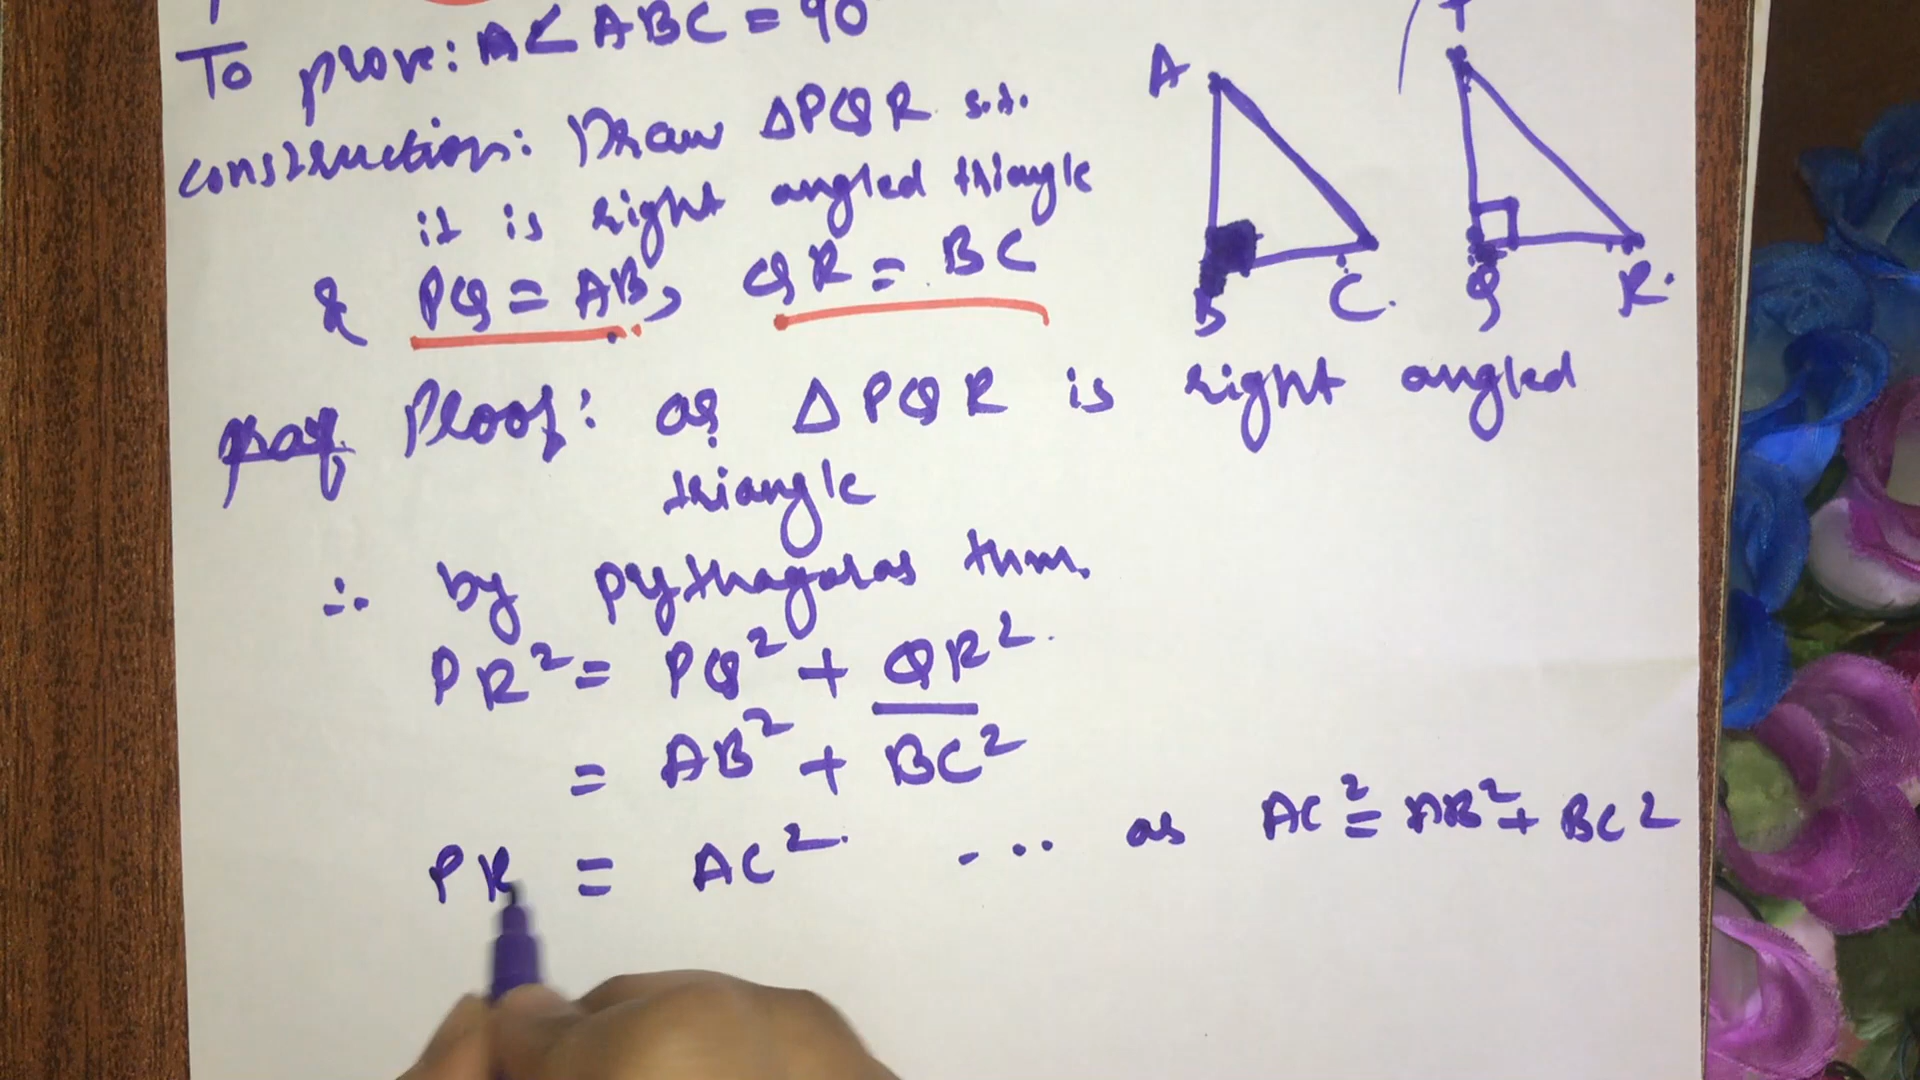 To prove: ∠ABC = 90
construction: Draw ΔPQR s.t.
it is right angled triangle
& PQ = AB, QR = BC
A
B
C.
P
Q
R.
Proof: as ΔPQR is right angled
triangle
∴ by pythagoras thm.
PR² = PQ² + QR².
= AB² + BC²
PR = AC². ... as AC² = AB² + BC²